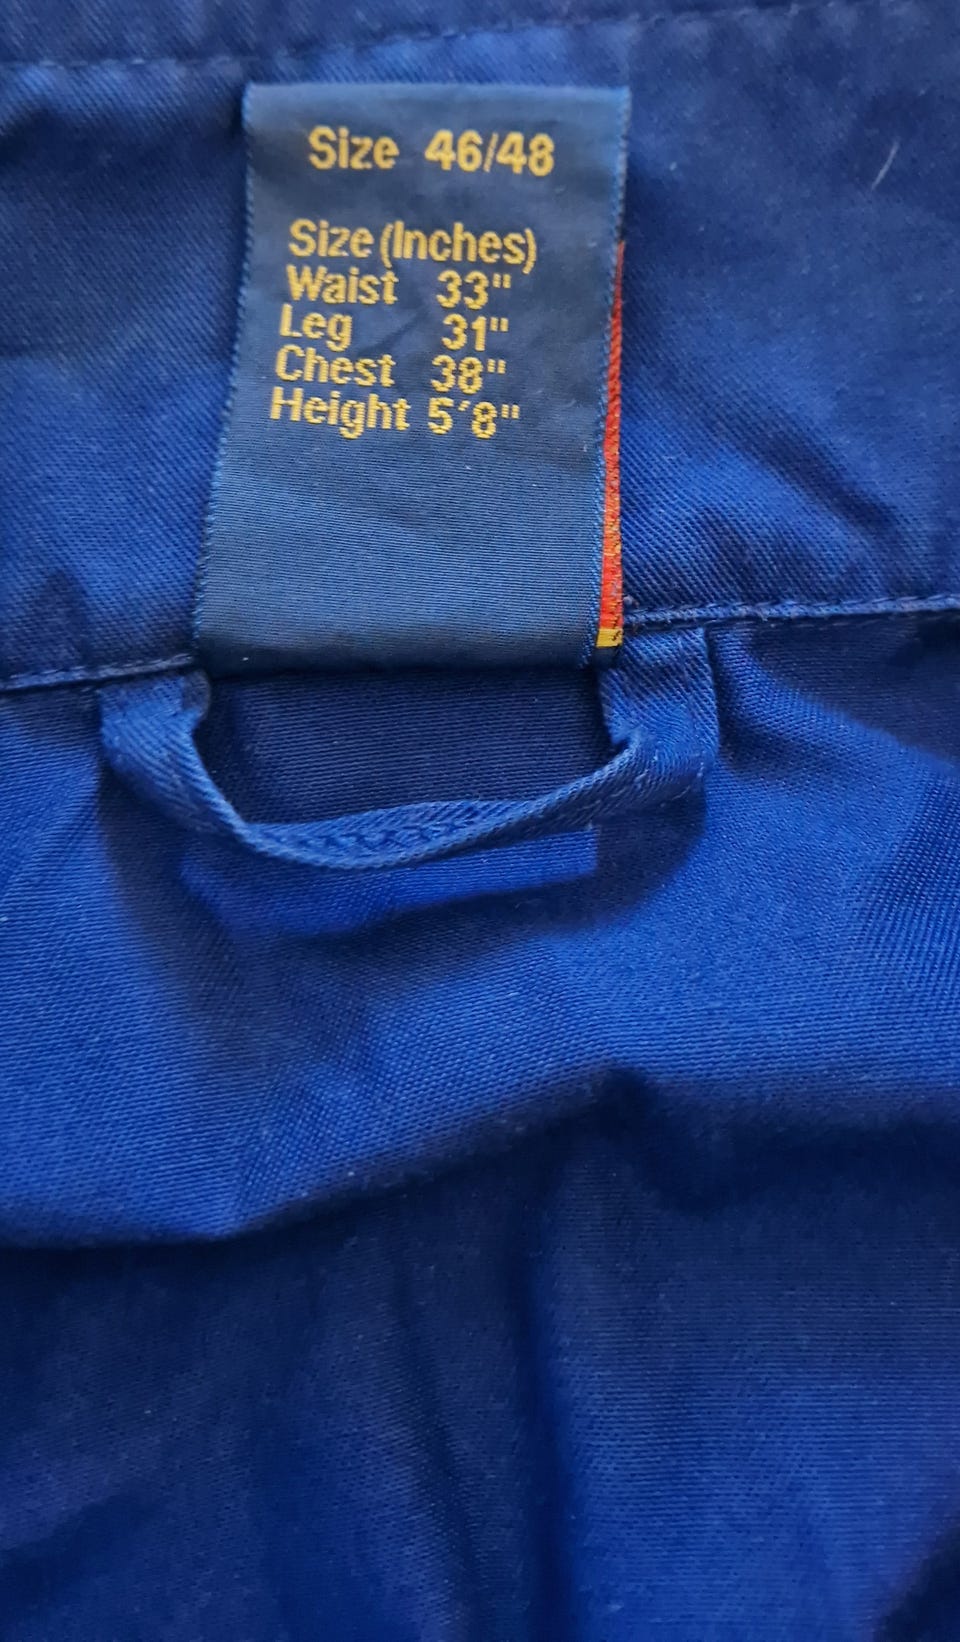 Size 46/48
Size (Inches)
Waist 33"
Leg 31"
Chest 38"
Height 5'8"